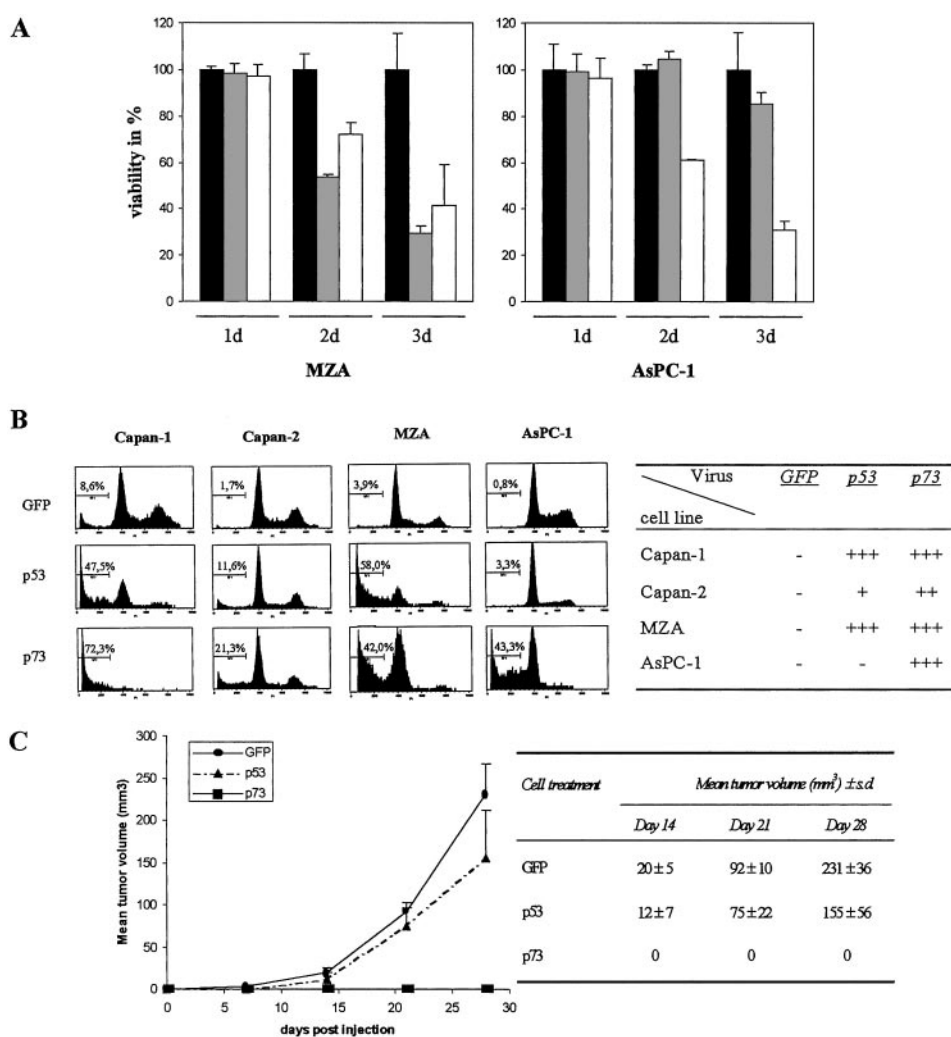 A
120
100
80
60
40
20
0
viability in %
1d 2d 3d
MZA
120
100
80
60
40
20
0
1d 2d 3d
AsPC-1
B
Capan-1 Capan-2 MZA AsPC-1
GFP 8,6% 1,7% 3,9% 0,8%
p53 47,5% 11,6% 58,0% 3,3%
p73 72,3% 21,3% 42,0% 43,3%
Virus GFP p53 p73
cell line
Capan-1 - +++ +++
Capan-2 - + ++
MZA - +++ +++
AsPC-1 - - +++
C
300
250
200
150
100
50
0
Mean tumor volume (mm3)
GFP
p53
p73
0 5 10 15 20 25 30
days post injection
Cell treatment Mean tumor volume (mm³) ±s.d
Day 14 Day 21 Day 28
GFP 20±5 92±10 231±36
p53 12±7 75±22 155±56
p73 0 0 0